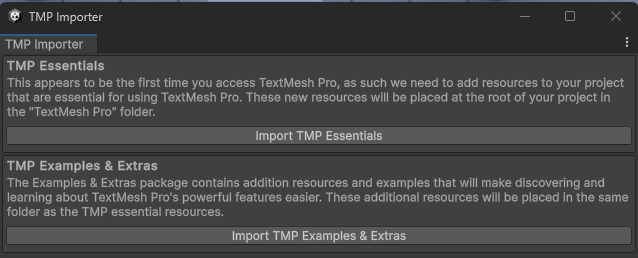 TMP Importer
TMP Importer
TMP Essentials
This appears to be the first time you access TextMesh Pro, as such we need to add resources to your project
that are essential for using TextMesh Pro. These new resources will be placed at the root of your project in
the "TextMesh Pro" folder.
Import TMP Essentials
TMP Examples & Extras
The Examples & Extras package contains addition resources and examples that will make discovering and
learning about TextMesh Pro's powerful features easier. These additional resources will be placed in the same
folder as the TMP essential resources.
Import TMP Examples & Extras